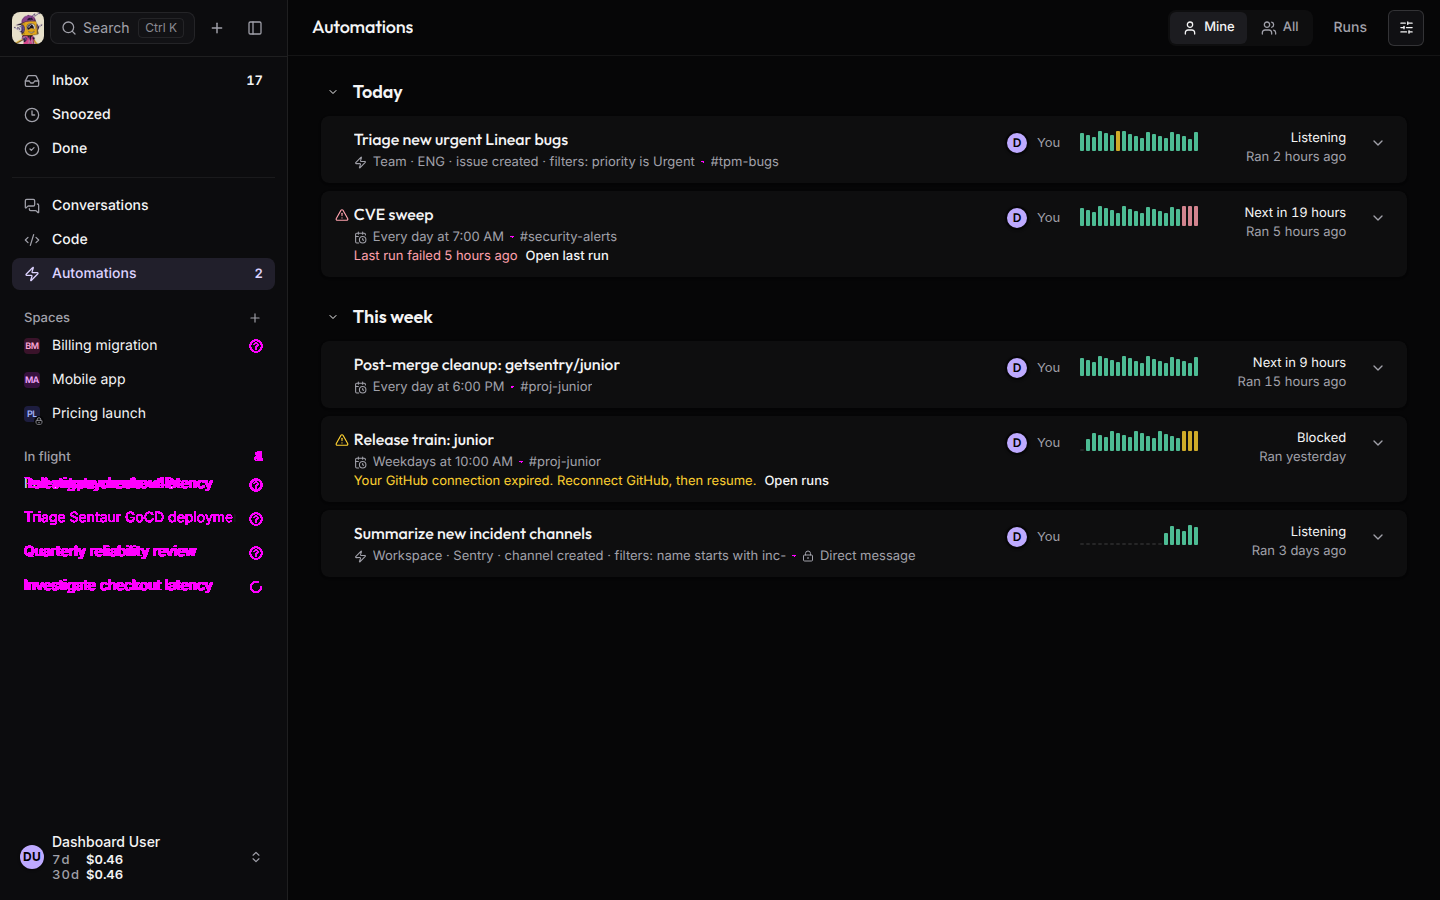 Search Ctrl K
Inbox 17
Snoozed
Done
Conversations
Code
Automations 2
Spaces
BM Billing migration
MA Mobile app
PL Pricing launch
In flight
latency
Triage Sentaur GoCD deployme
Quarterly reliability review
Investigate checkout latency
DU Dashboard User
7d $0.46
30d $0.46
Automations
Mine All Runs
Today
Triage new urgent Linear bugs D You Listening
Team · ENG · issue created · filters: priority is Urgent · #tpm-bugs Ran 2 hours ago
CVE sweep D You Next in 19 hours
Every day at 7:00 AM · #security-alerts Ran 5 hours ago
Last run failed 5 hours ago Open last run
This week
Post-merge cleanup: getsentry/junior D You Next in 9 hours
Every day at 6:00 PM · #proj-junior Ran 15 hours ago
Release train: junior D You Blocked
Weekdays at 10:00 AM · #proj-junior Ran yesterday
Your GitHub connection expired. Reconnect GitHub, then resume. Open runs
Summarize new incident channels D You Listening
Workspace · Sentry · channel created · filters: name starts with inc- · Direct message Ran 3 days ago